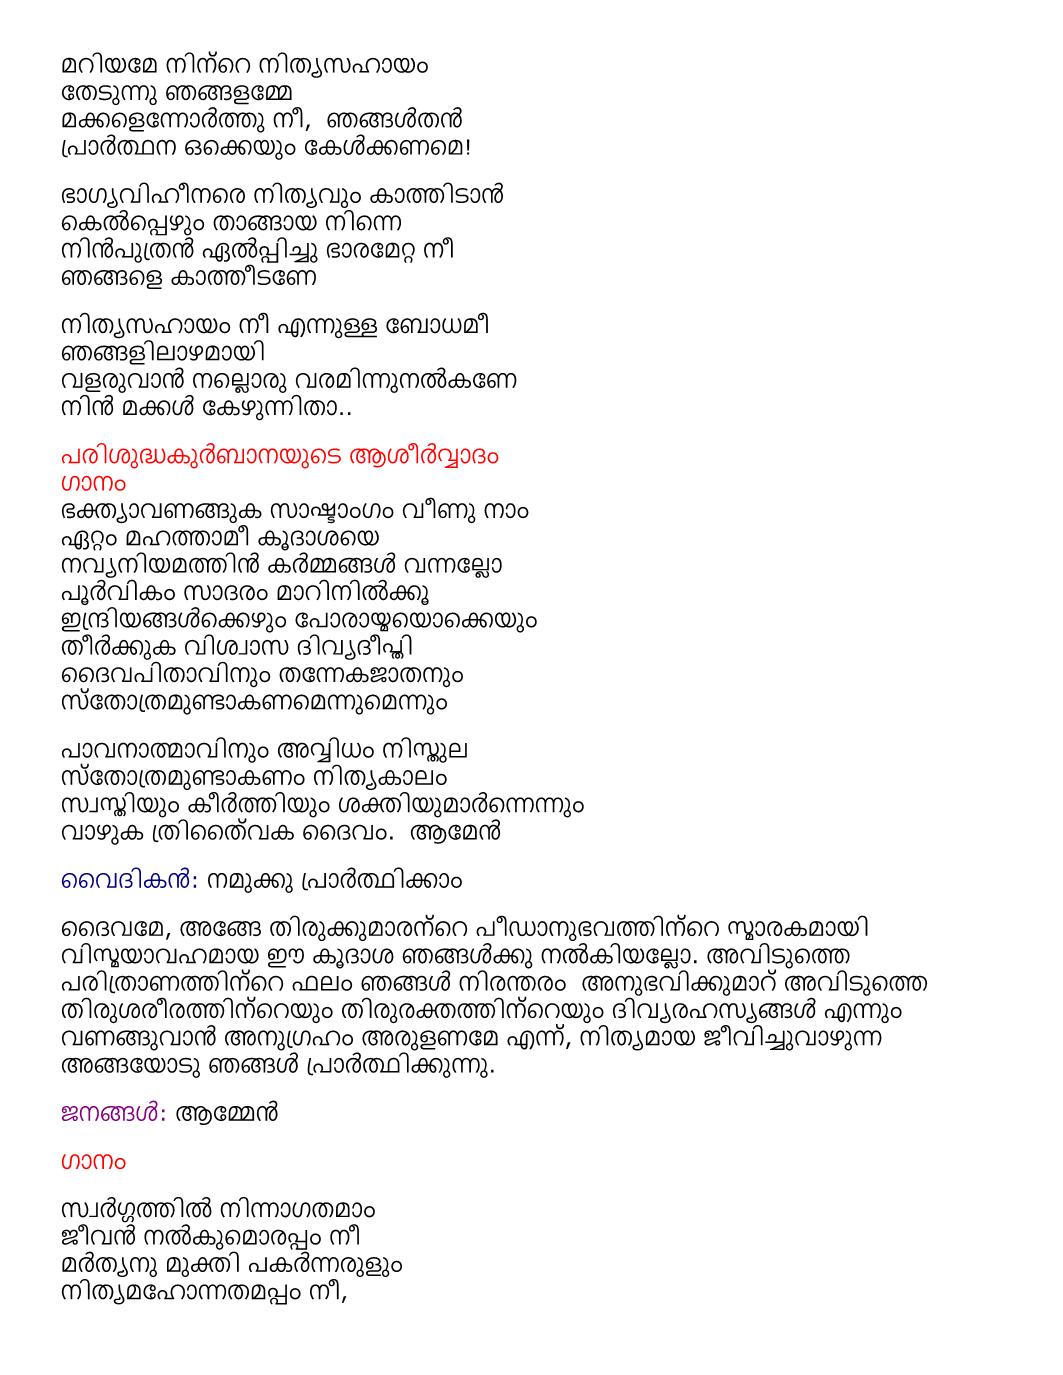 മറിയമേ നിന്റെ നിത്യസഹായം
തേടുന്നു ഞങ്ങളമ്മേ
മക്കളെന്നോർത്തു നീ,  ഞങ്ങൾതൻ
പ്രാർത്ഥന ഒക്കെയും കേൾക്കണമെ!
ഭാഗ്യവിഹീനരെ നിത്യവും കാത്തിടാൻ
കെൽപ്പെഴും താങ്ങായ നിന്നെ
നിൻപുത്രൻ ഏൽപ്പിച്ചു ഭാരമേറ്റ നീ
ഞങ്ങളെ കാത്തീടണേ
നിത്യസഹായം നീ എന്നുള്ള ബോധമീ
ഞങ്ങളിലാഴമായി
വളരുവാൻ നല്ലൊരു വരമിന്നുനൽകണേ
നിൻ മക്കൾ കേഴുന്നിതാ..
പരിശുദ്ധകുർബാനയുടെ ആശീർവ്വാദം
ഗാനം
ഭക്ത്യാവണങ്ങുക സാഷ്ടാംഗം വീണു നാം
ഏറ്റം മഹത്താമീ കൂദാശയെ
നവ്യനിയമത്തിൻ കർമ്മങ്ങൾ വന്നല്ലോ
പൂർവികം സാദരം മാറിനിൽക്കൂ
ഇന്ദ്രിയങ്ങൾക്കെഴും പോരായ്മയൊക്കെയും
തീർക്കുക വിശ്വാസ ദിവ്യദീപ്തി
ദൈവപിതാവിനും തന്നേകജാതനും
സ്തോത്രമുണ്ടാകണമെന്നുമെന്നും
പാവനാത്മാവിനും അവ്വിധം നിസ്തുല
സ്തോത്രമുണ്ടാകണം നിത്യകാലം
സ്വസ്തിയും കീർത്തിയും ശക്തിയുമാർന്നെന്നും
വാഴുക ത്രിതൈ്വക ദൈവം.  ആമേൻ
വൈദികൻ: നമുക്കു പ്രാർത്ഥിക്കാം
ദൈവമേ, അങ്ങേ തിരുക്കുമാരന്റെ പീഡാനുഭവത്തിന്റെ സ്മാരകമായി
വിസ്മയാവഹമായ ഈ കൂദാശ ഞങ്ങൾക്കു നൽകിയല്ലോ. അവിടുത്തെ
പരിത്രാണത്തിന്റെ ഫലം ഞങ്ങൾ നിരന്തരം  അനുഭവിക്കുമാറ് അവിടുത്തെ
തിരുശരീരത്തിന്റെയും തിരുരക്തത്തിന്റെയും ദിവ്യരഹസ്യങ്ങൾ എന്നും
വണങ്ങുവാൻ അനുഗ്രഹം അരുളണമേ എന്ന്, നിത്യമായ ജീവിച്ചുവാഴുന്ന
അങ്ങയോടു ഞങ്ങൾ പ്രാർത്ഥിക്കുന്നു.
ജനങ്ങൾ: ആമ്മേൻ
ഗാനം
സ്വർഗ്ഗത്തിൽ നിന്നാഗതമാം
ജീവൻ നൽകുമൊരപ്പം നീ
മർത്യനു മുക്തി പകർന്നരുളും
നിത്യമഹോന്നതമപ്പം നീ,